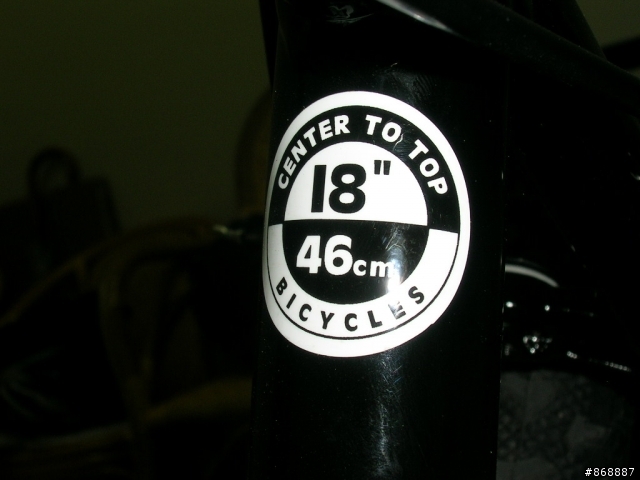 CENTER TO TOP
18"
46cm
BICYCLES
#868887